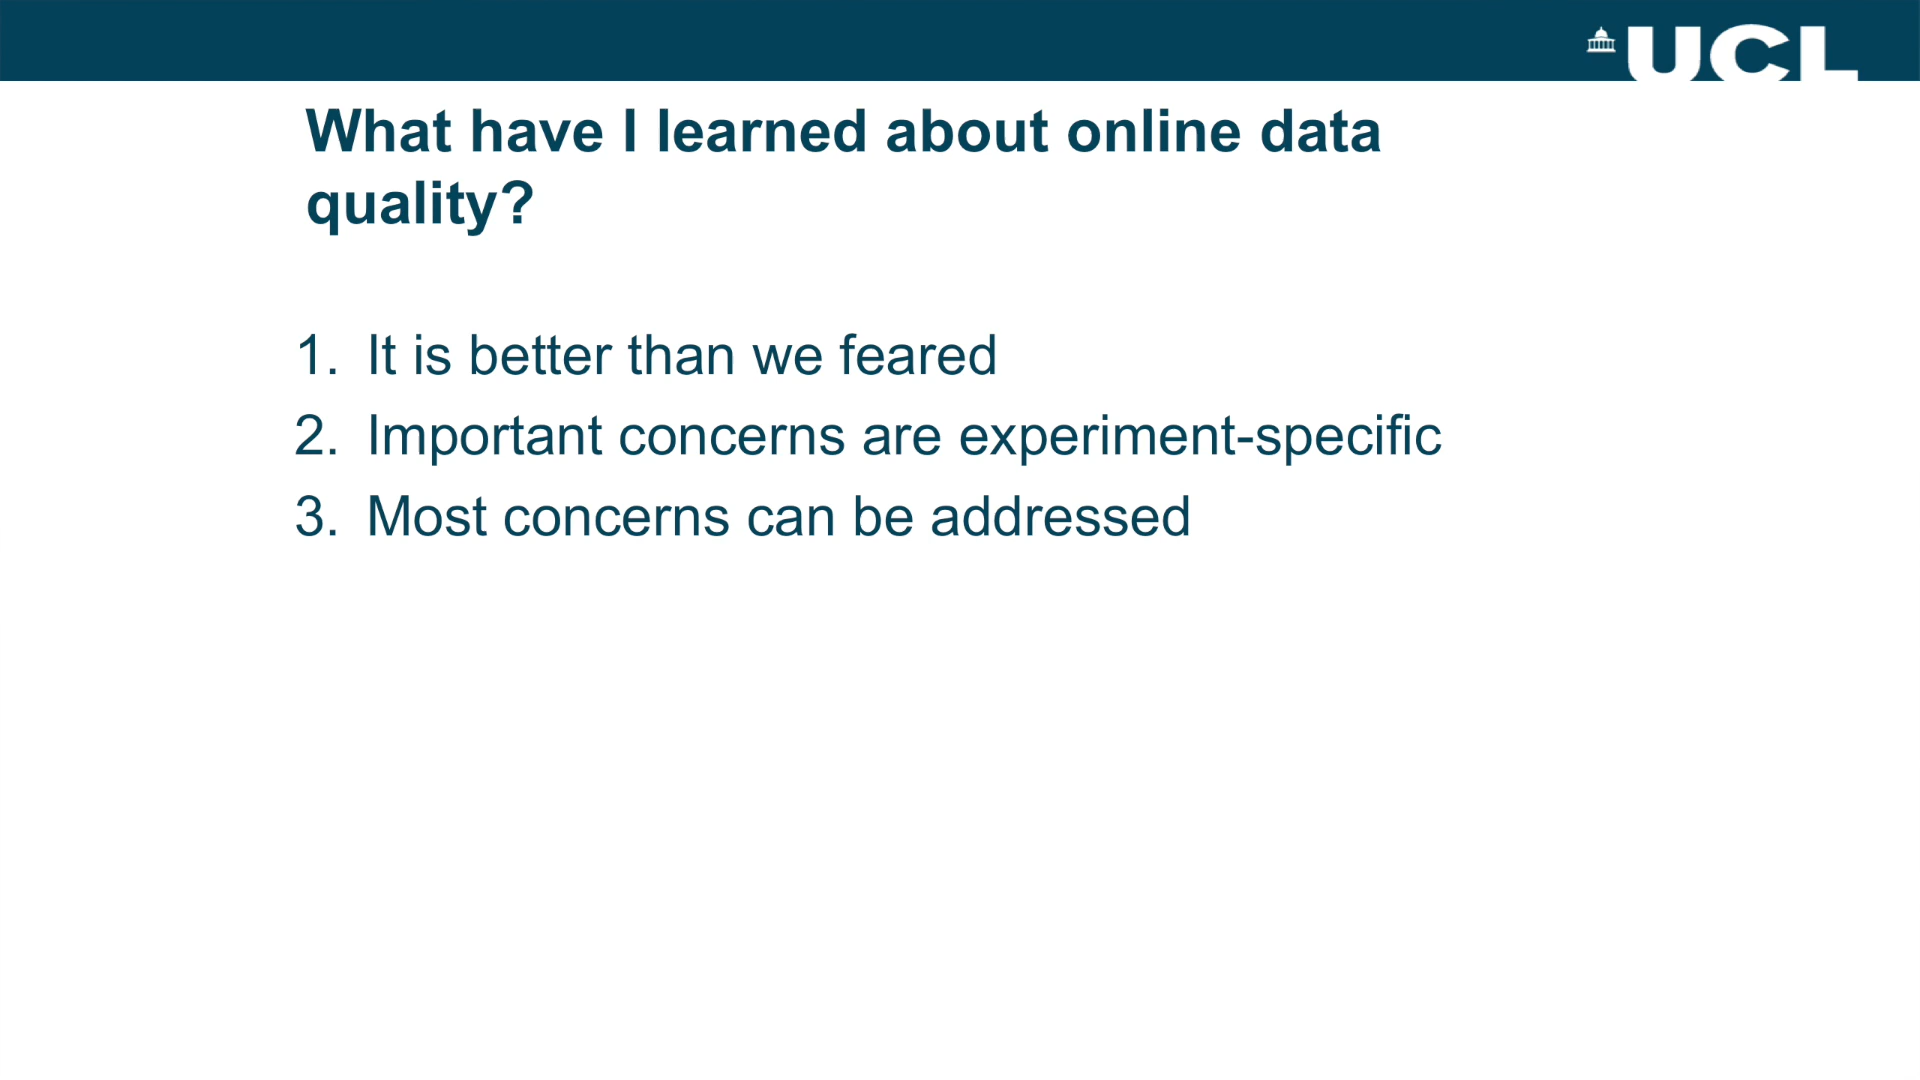 UCL
What have I learned about online data
quality?
1. It is better than we feared
2. Important concerns are experiment-specific
3. Most concerns can be addressed